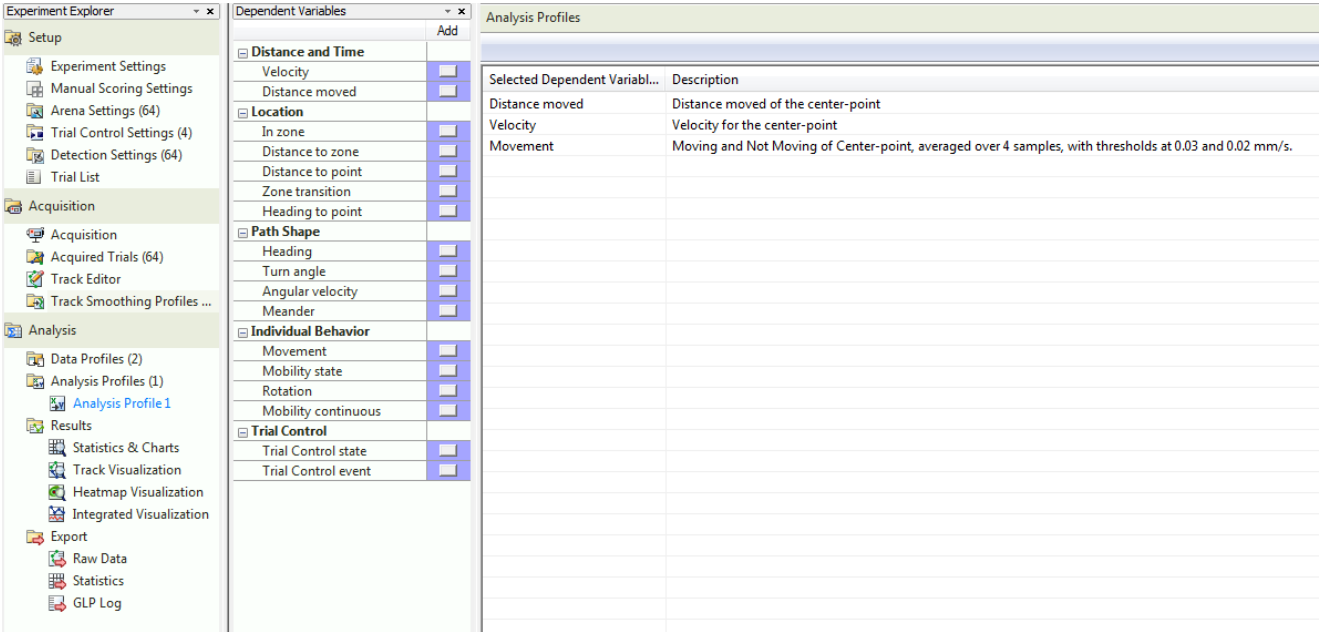 Experiment Explorer
Setup
Experiment Settings
Manual Scoring Settings
Arena Settings (64)
Trial Control Settings (4)
Detection Settings (64)
Trial List
Acquisition
Acquisition
Acquired Trials (64)
Track Editor
Track Smoothing Profiles ...
Analysis
Data Profiles (2)
Analysis Profiles (1)
Analysis Profile 1
Results
Statistics & Charts
Track Visualization
Heatmap Visualization
Integrated Visualization
Export
Raw Data
Statistics
GLP Log
Dependent Variables
Add
Distance and Time
Velocity
Distance moved
Location
In zone
Distance to zone
Distance to point
Zone transition
Heading to point
Path Shape
Heading
Turn angle
Angular velocity
Meander
Individual Behavior
Movement
Mobility state
Rotation
Mobility continuous
Trial Control
Trial Control state
Trial Control event
Analysis Profiles
Selected Dependent Variabl... Description
Distance moved Distance moved of the center-point
Velocity Velocity for the center-point
Movement Moving and Not Moving of Center-point, averaged over 4 samples, with thresholds at 0.03 and 0.02 mm/s.